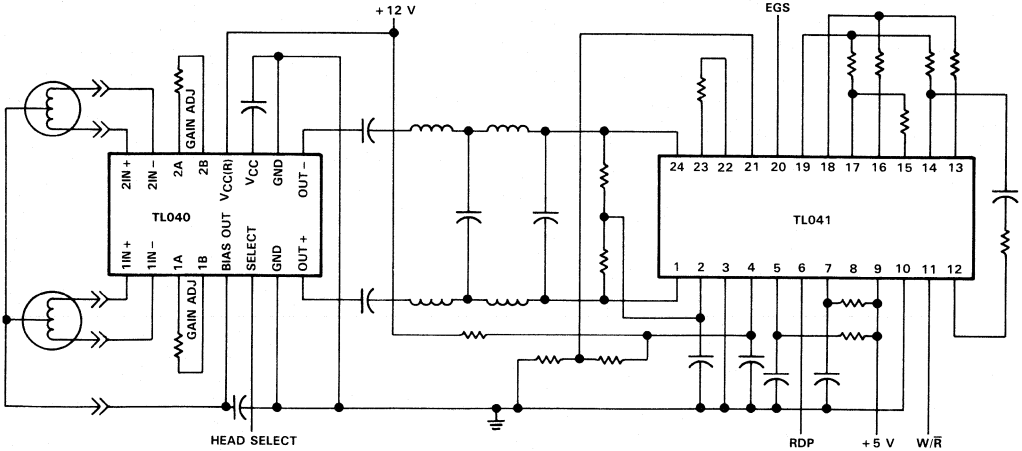 +12 V
EGS
GAIN ADJ
2IN +
2IN -
2A
2B
VCC(R)
VCC
GND
OUT -
24
23
22
21
20
19
18
17
16
15
14
13
TL040
TL041
1IN +
1IN -
1A
1B
BIAS OUT
SELECT
GND
OUT +
1
2
3
4
5
6
7
8
9
10
11
12
GAIN ADJ
HEAD SELECT
RDP
+5 V
W/R̅